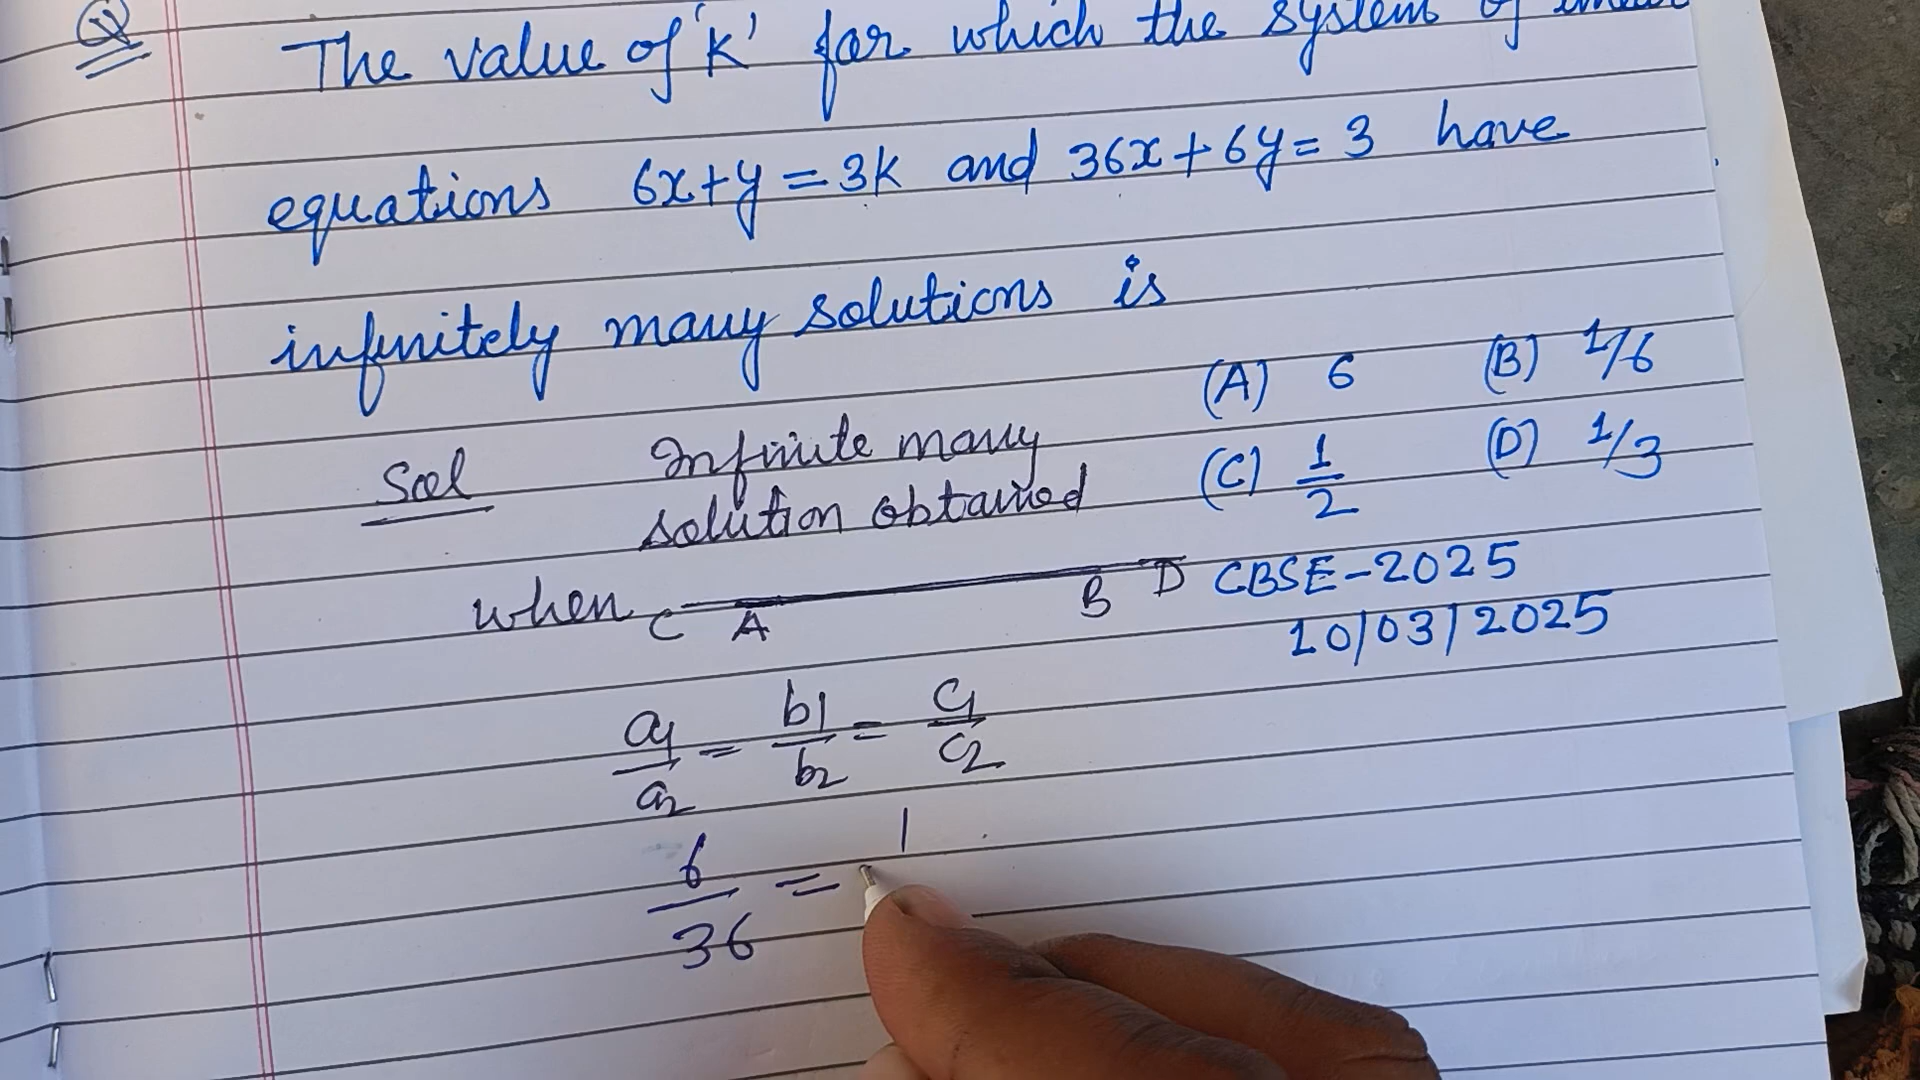 Q
The value of 'k' for which the system of linear
equations 6x+y=3k and 36x+6y=3 have
infinitely many solutions is
(A) 6 (B) 1/6
(C) 1/2 (D) 1/3
Sol Infinite many
solution obtained
when C A B D
CBSE-2025
10/03/2025
a1/a2 = b1/b2 = c1/c2
6/36 = 1